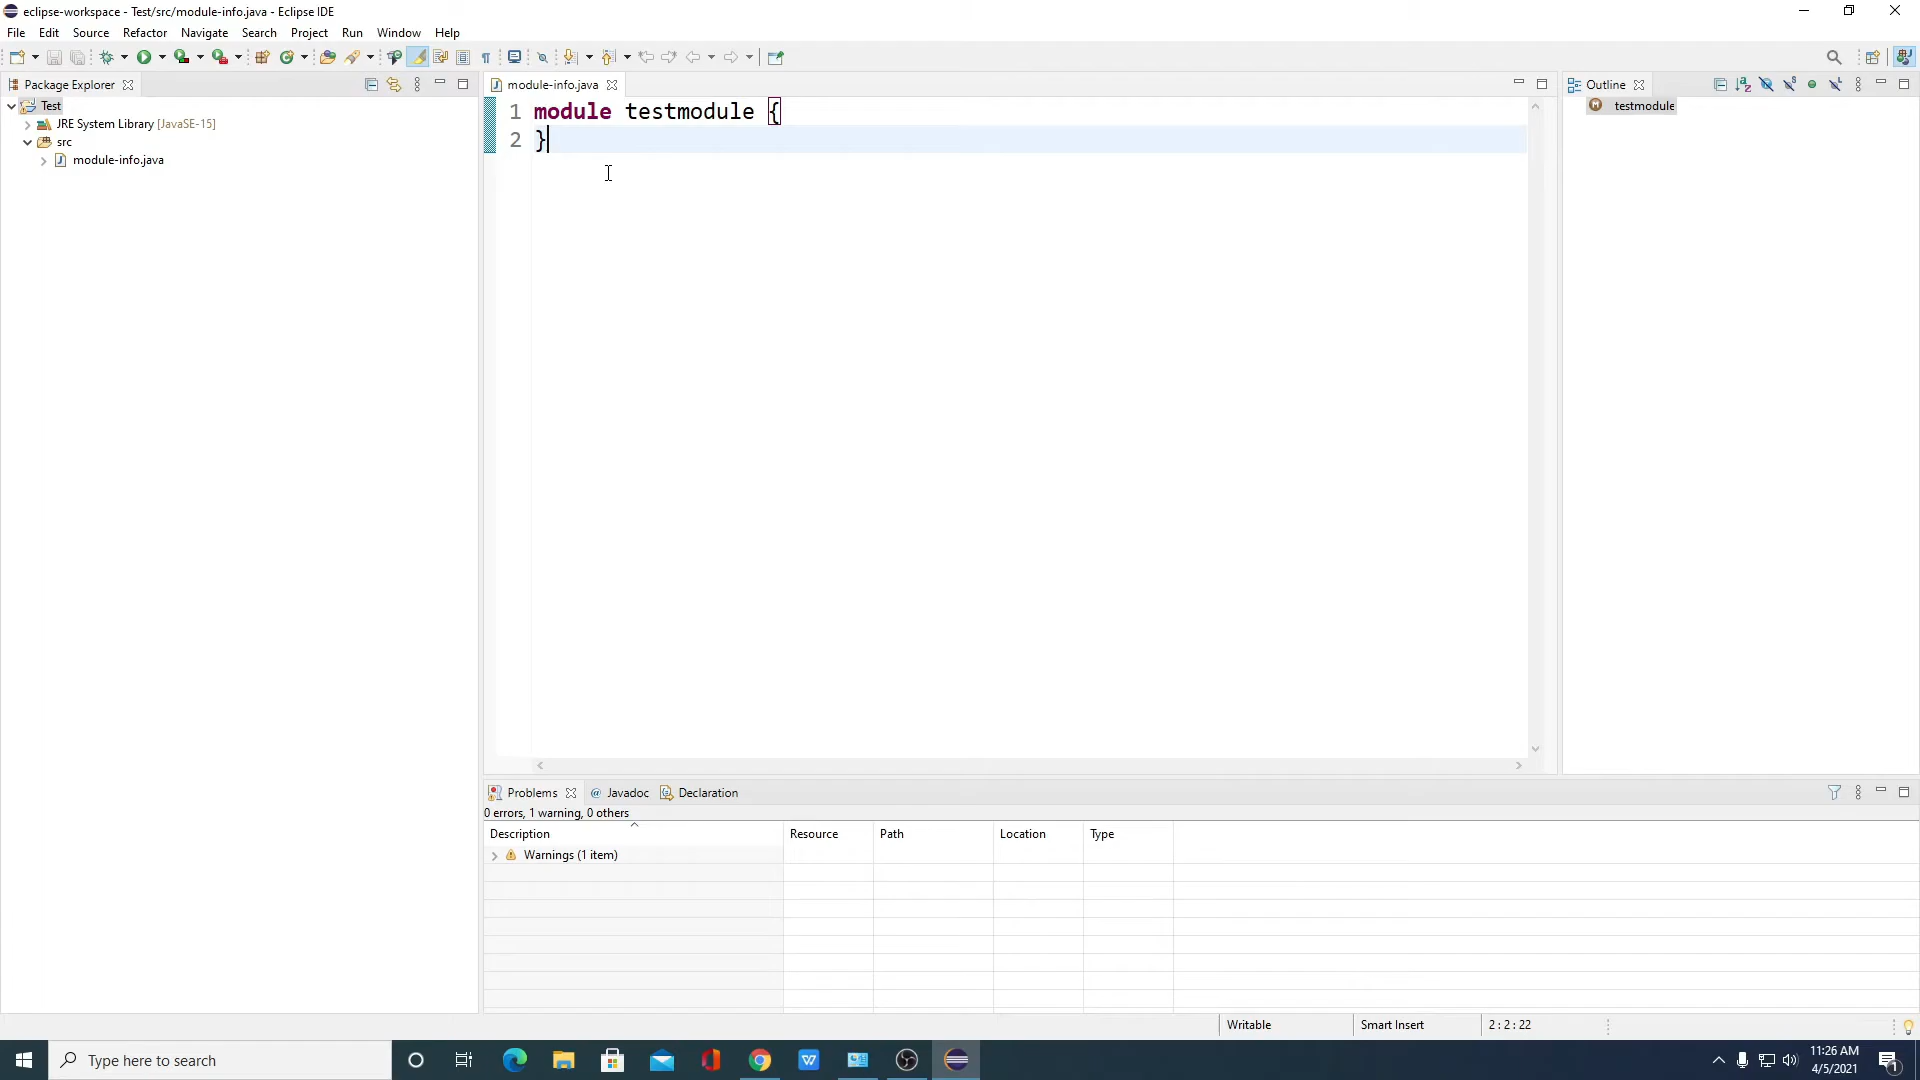 eclipse-workspace - Test/src/module-info.java - Eclipse IDE
File Edit Source Refactor Navigate Search Project Run Window Help
Package Explorer
Test
JRE System Library [JavaSE-15]
src
module-info.java
module-info.java
1 module testmodule {
2 }
Outline
testmodule
Problems @ Javadoc Declaration
0 errors, 1 warning, 0 others
Description Resource Path Location Type
Warnings (1 item)
Writable Smart Insert 2 : 2 : 22
Type here to search
11:26 AM
4/5/2021
1